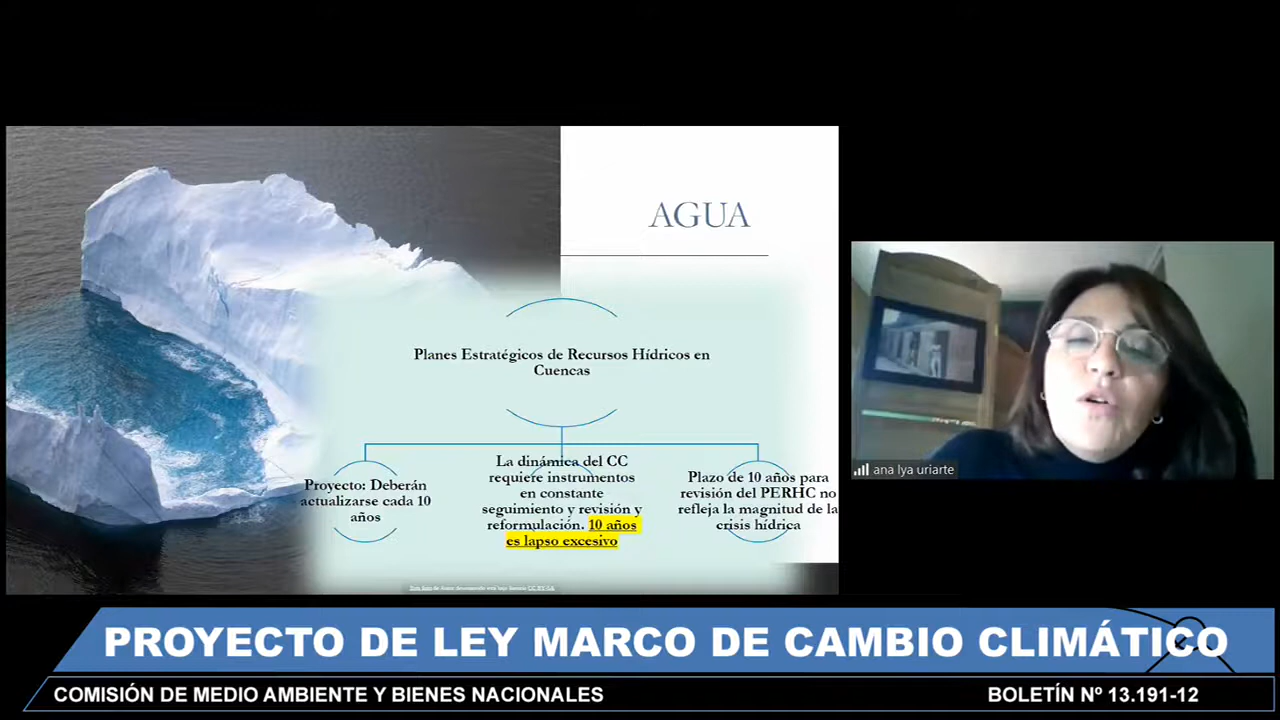 AGUA
Planes Estratégicos de Recursos Hídricos en
Cuencas
Proyecto: Deberán
actualizarse cada 10
años
La dinámica del CC
requiere instrumentos
en constante
seguimiento y revisión y
reformulación. 10 años
es lapso excesivo
Plazo de 10 años para
revisión del PERHC no
refleja la magnitud de la
crisis hídrica
ana lya uriarte
PROYECTO DE LEY MARCO DE CAMBIO CLIMÁTICO
COMISIÓN DE MEDIO AMBIENTE Y BIENES NACIONALES
BOLETÍN Nº 13.191-12